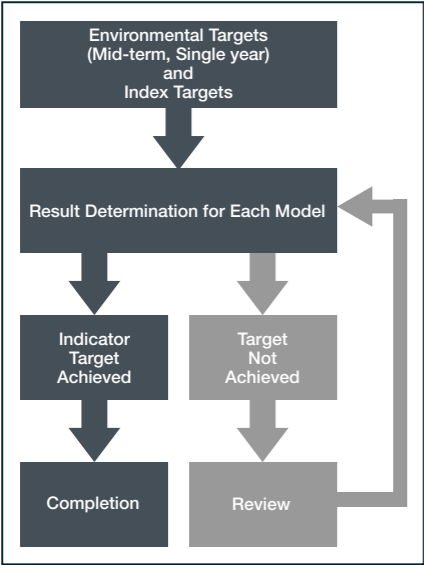 Environmental Targets
(Mid-term, Single year)
and
Index Targets
Result Determination for Each Model
Indicator
Target
Achieved
Target
Not
Achieved
Completion
Review